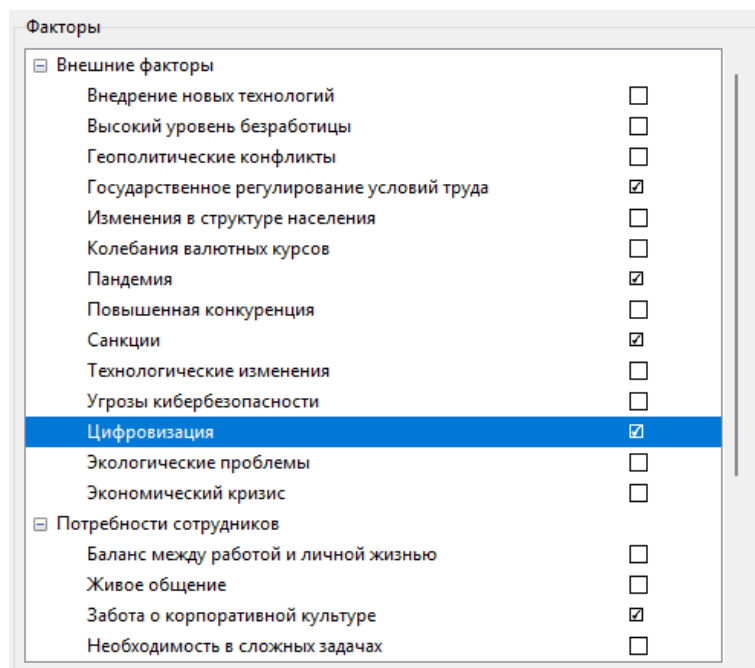 Факторы
Внешние факторы
Внедрение новых технологий
Высокий уровень безработицы
Геополитические конфликты
Государственное регулирование условий труда
Изменения в структуре населения
Колебания валютных курсов
Пандемия
Повышенная конкуренция
Санкции
Технологические изменения
Угрозы кибербезопасности
Цифровизация
Экологические проблемы
Экономический кризис
Потребности сотрудников
Баланс между работой и личной жизнью
Живое общение
Забота о корпоративной культуре
Необходимость в сложных задачах